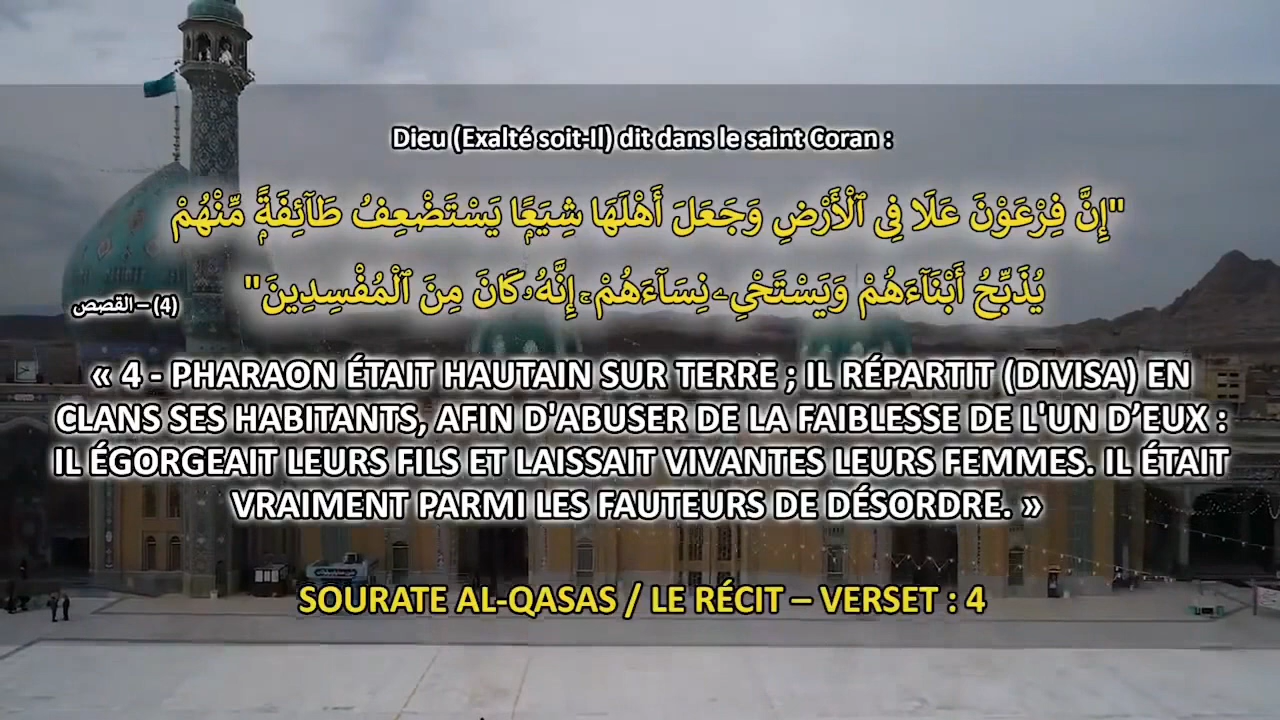 Dieu (Exalté soit-Il) dit dans le saint Coran :
"إِنَّ فِرْعَوْنَ عَلَا فِى ٱلْأَرْضِ وَجَعَلَ أَهْلَهَا شِيَعًۭا يَسْتَضْعِفُ طَآئِفَةًۭ مِّنْهُمْ
يُذَبِّحُ أَبْنَآءَهُمْ وَيَسْتَحْىِۦ نِسَآءَهُمْ ۚ إِنَّهُۥ كَانَ مِنَ ٱلْمُفْسِدِينَ"
(4) – القصص
« 4 - PHARAON ÉTAIT HAUTAIN SUR TERRE ; IL RÉPARTIT (DIVISA) EN
CLANS SES HABITANTS, AFIN D'ABUSER DE LA FAIBLESSE DE L'UN D’EUX :
IL ÉGORGEAIT LEURS FILS ET LAISSAIT VIVANTES LEURS FEMMES. IL ÉTAIT
VRAIMENT PARMI LES FAUTEURS DE DÉSORDRE. »
SOURATE AL-QASAS / LE RÉCIT – VERSET : 4